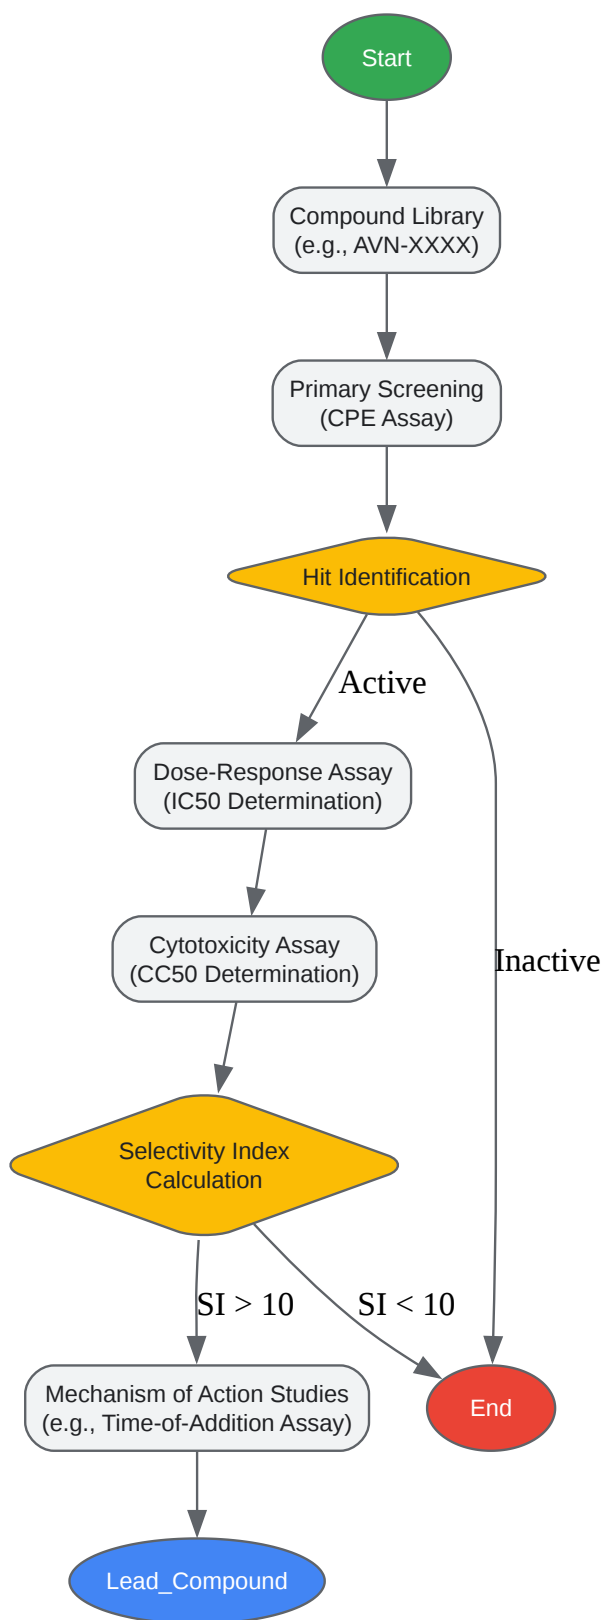 Start
Compound Library
(e.g., AVN-XXXX)
Primary Screening
(CPE Assay)
Hit Identification
Active
Dose-Response Assay
(IC50 Determination)
Cytotoxicity Assay
(CC50 Determination)
Inactive
Selectivity Index
Calculation
SI > 10
SI < 10
Mechanism of Action Studies
(e.g., Time-of-Addition Assay)
End
Lead_Compound